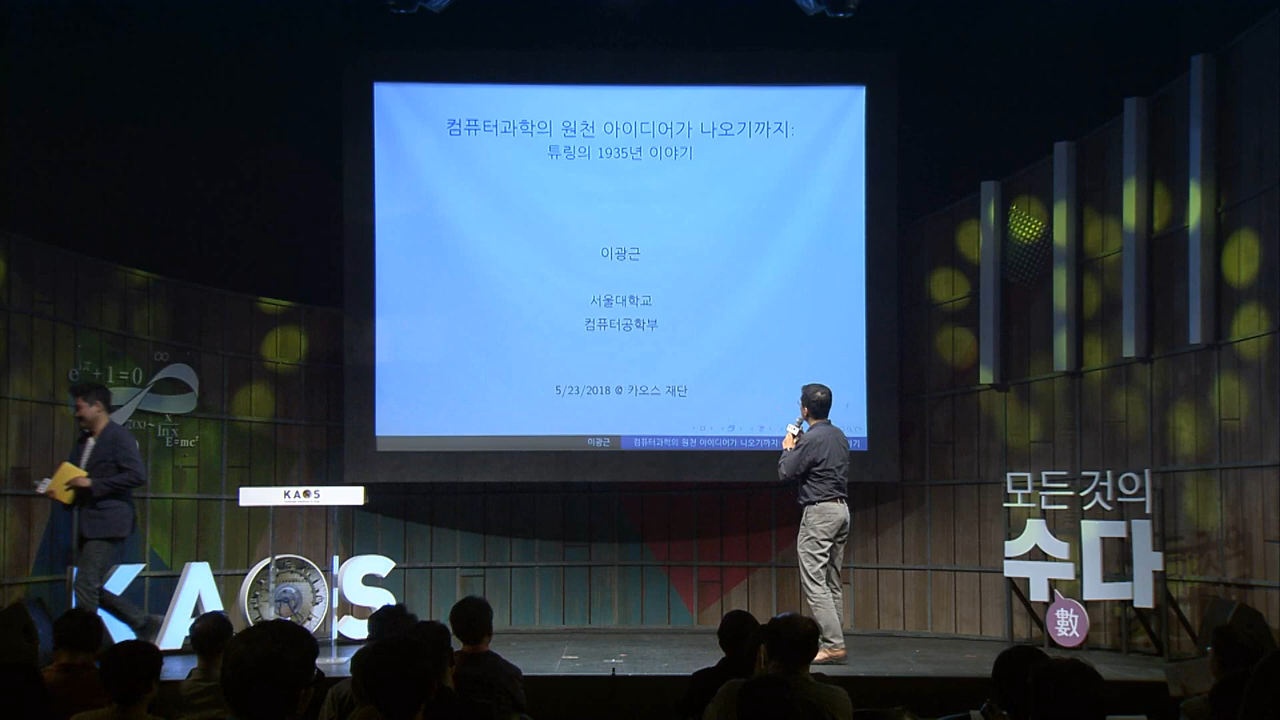 컴퓨터과학의 원천 아이디어가 나오기까지:
튜링의 1935년 이야기
이광근
서울대학교
컴퓨터공학부
5/23/2018 @ 카오스 재단
이광근
컴퓨터과학의 원천 아이디어가 나오기까지
KAOS
KAOS
모든 것의
수다
數
∞
E=mc²